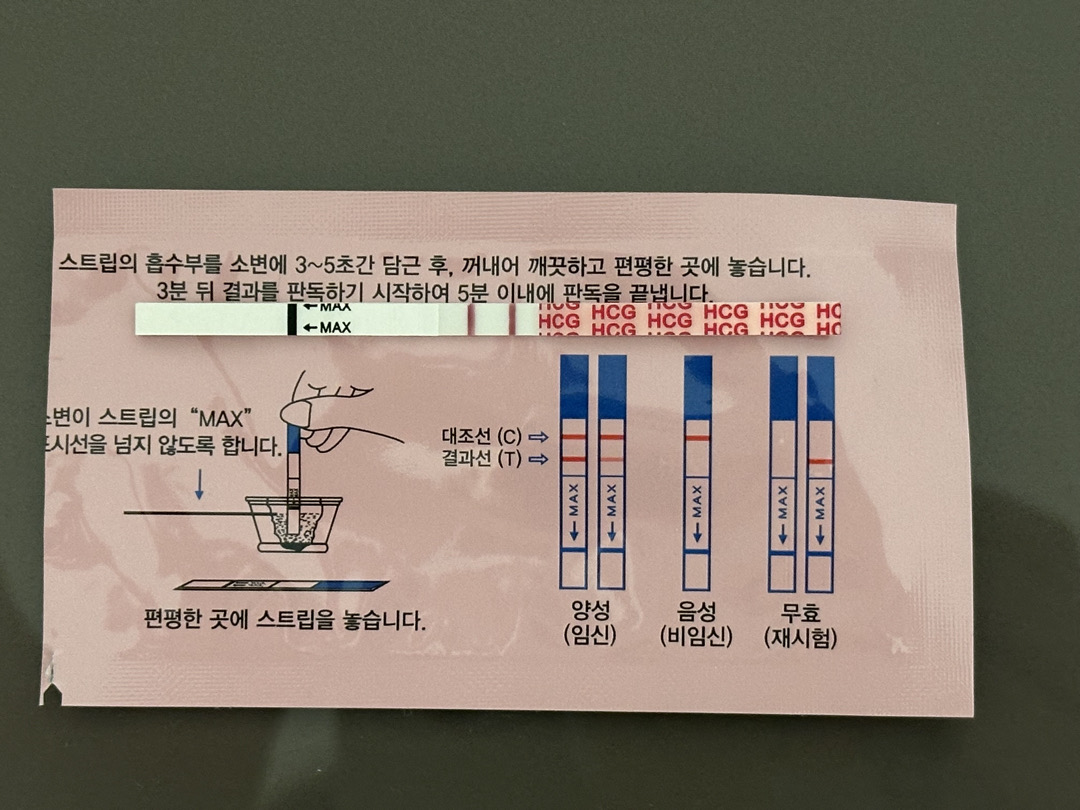 스트립의 흡수부를 소변에 3~5초간 담근 후, 꺼내어 깨끗하고 편평한 곳에 놓습니다.
3분 뒤 결과를 판독하기 시작하여 5분 이내에 판독을 끝냅니다.
←MAX
←MAX
HCG HCG HCG HCG HCG HC
HCG HCG HCG HCG HCG HC
HCG HCG HCG HCG HCG
소변이 스트립의 “MAX”
표시선을 넘지 않도록 합니다.
대조선 (C) ⇨
결과선 (T) ⇨
←MAX
←MAX
←MAX
←MAX
←MAX
편평한 곳에 스트립을 놓습니다.
양성
(임신)
음성
(비임신)
무효
(재시험)